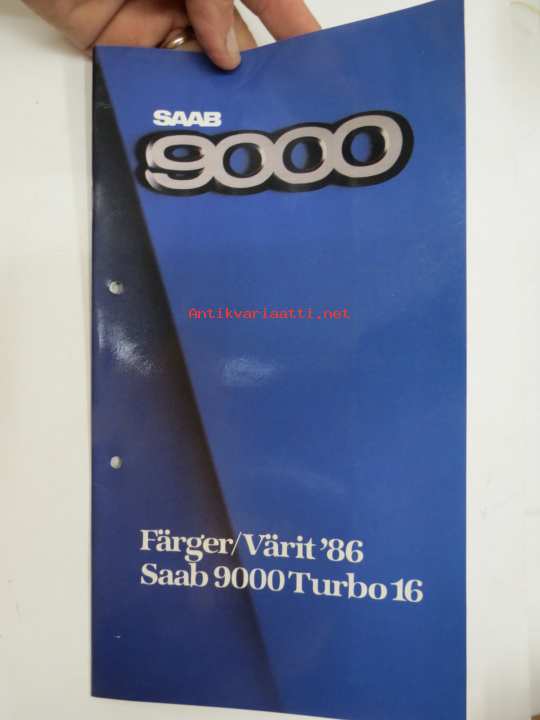 SAAB
9000
Antikvariaatti.net
Färger/Värit ’86
Saab 9000 Turbo 16